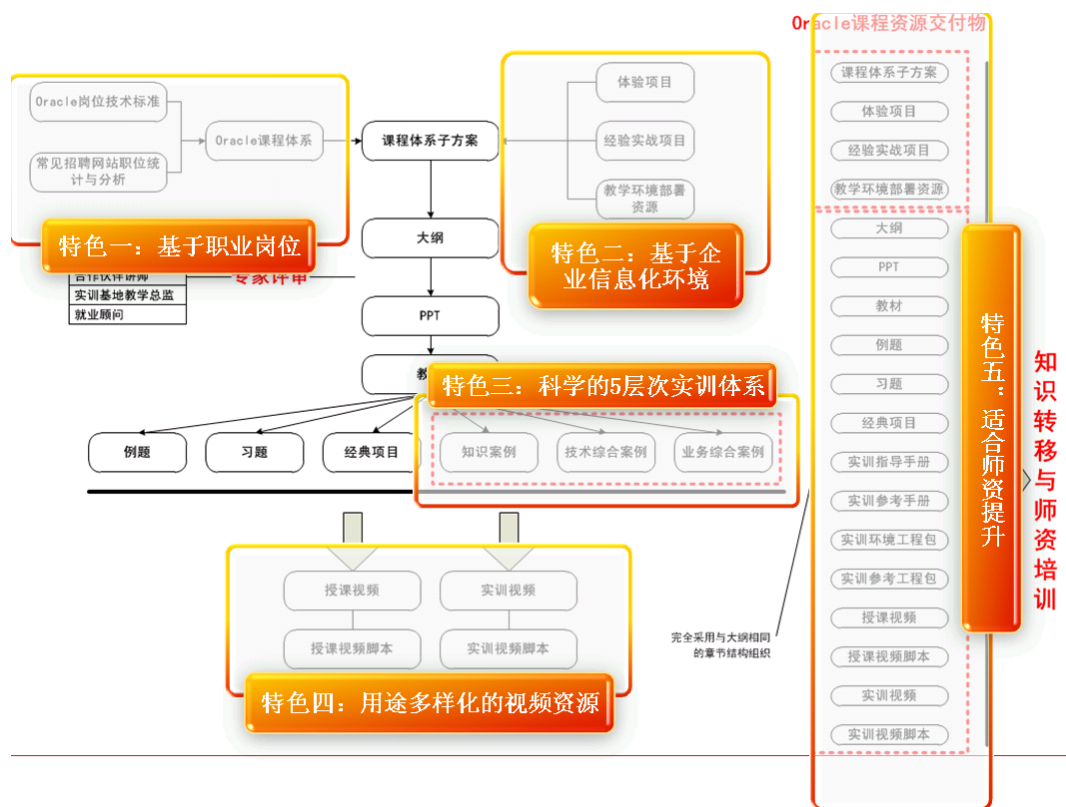 Oracle课程资源交付物
Oracle岗位技术标准
常见招聘网站职位统
计与分析
Oracle课程体系
特色一：基于职业岗位
课程体系子方案
体验项目
经验实战项目
教学环境部署
资源
特色二：基于企
业信息化环境
合作伙伴讲师
实训基地教学总监
就业顾问
专家评审
大纲
PPT
教
特色三：科学的5层次实训体系
例题
习题
经典项目
知识案例
技术综合案例
业务综合案例
授课视频
实训视频
授课视频脚本
实训视频脚本
特色四：用途多样化的视频资源
完全采用与大纲相同
的章节结构组织
课程体系子方案
体验项目
经验实战项目
教学环境部署资源
大纲
PPT
教材
例题
习题
经典项目
实训指导手册
实训参考手册
实训环境工程包
实训参考工程包
授课视频
授课视频脚本
实训视频
实训视频脚本
特色五：适合师资提升
知识转移与师资培训